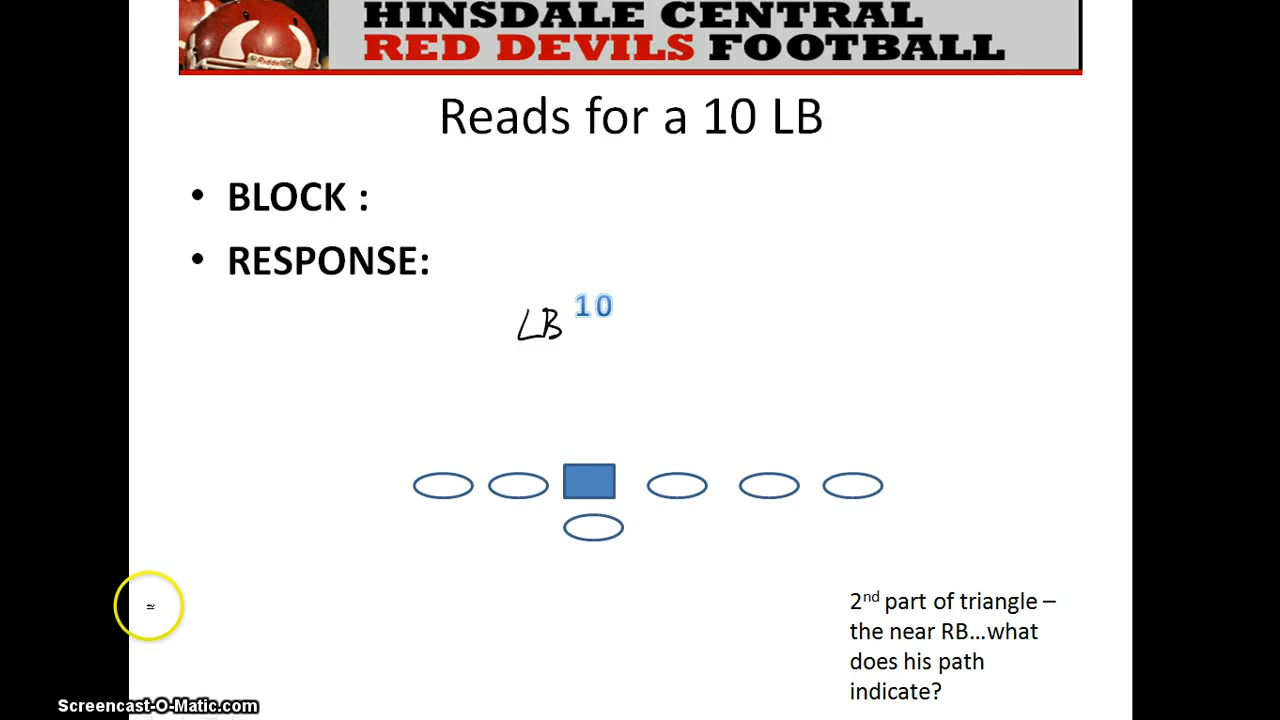 HINSDALE CENTRAL
RED DEVILS FOOTBALL
Riddell
Reads for a 10 LB
• BLOCK :
• RESPONSE:
LB 10
2nd part of triangle –
the near RB...what
does his path
indicate?
Screencast-O-Matic.com